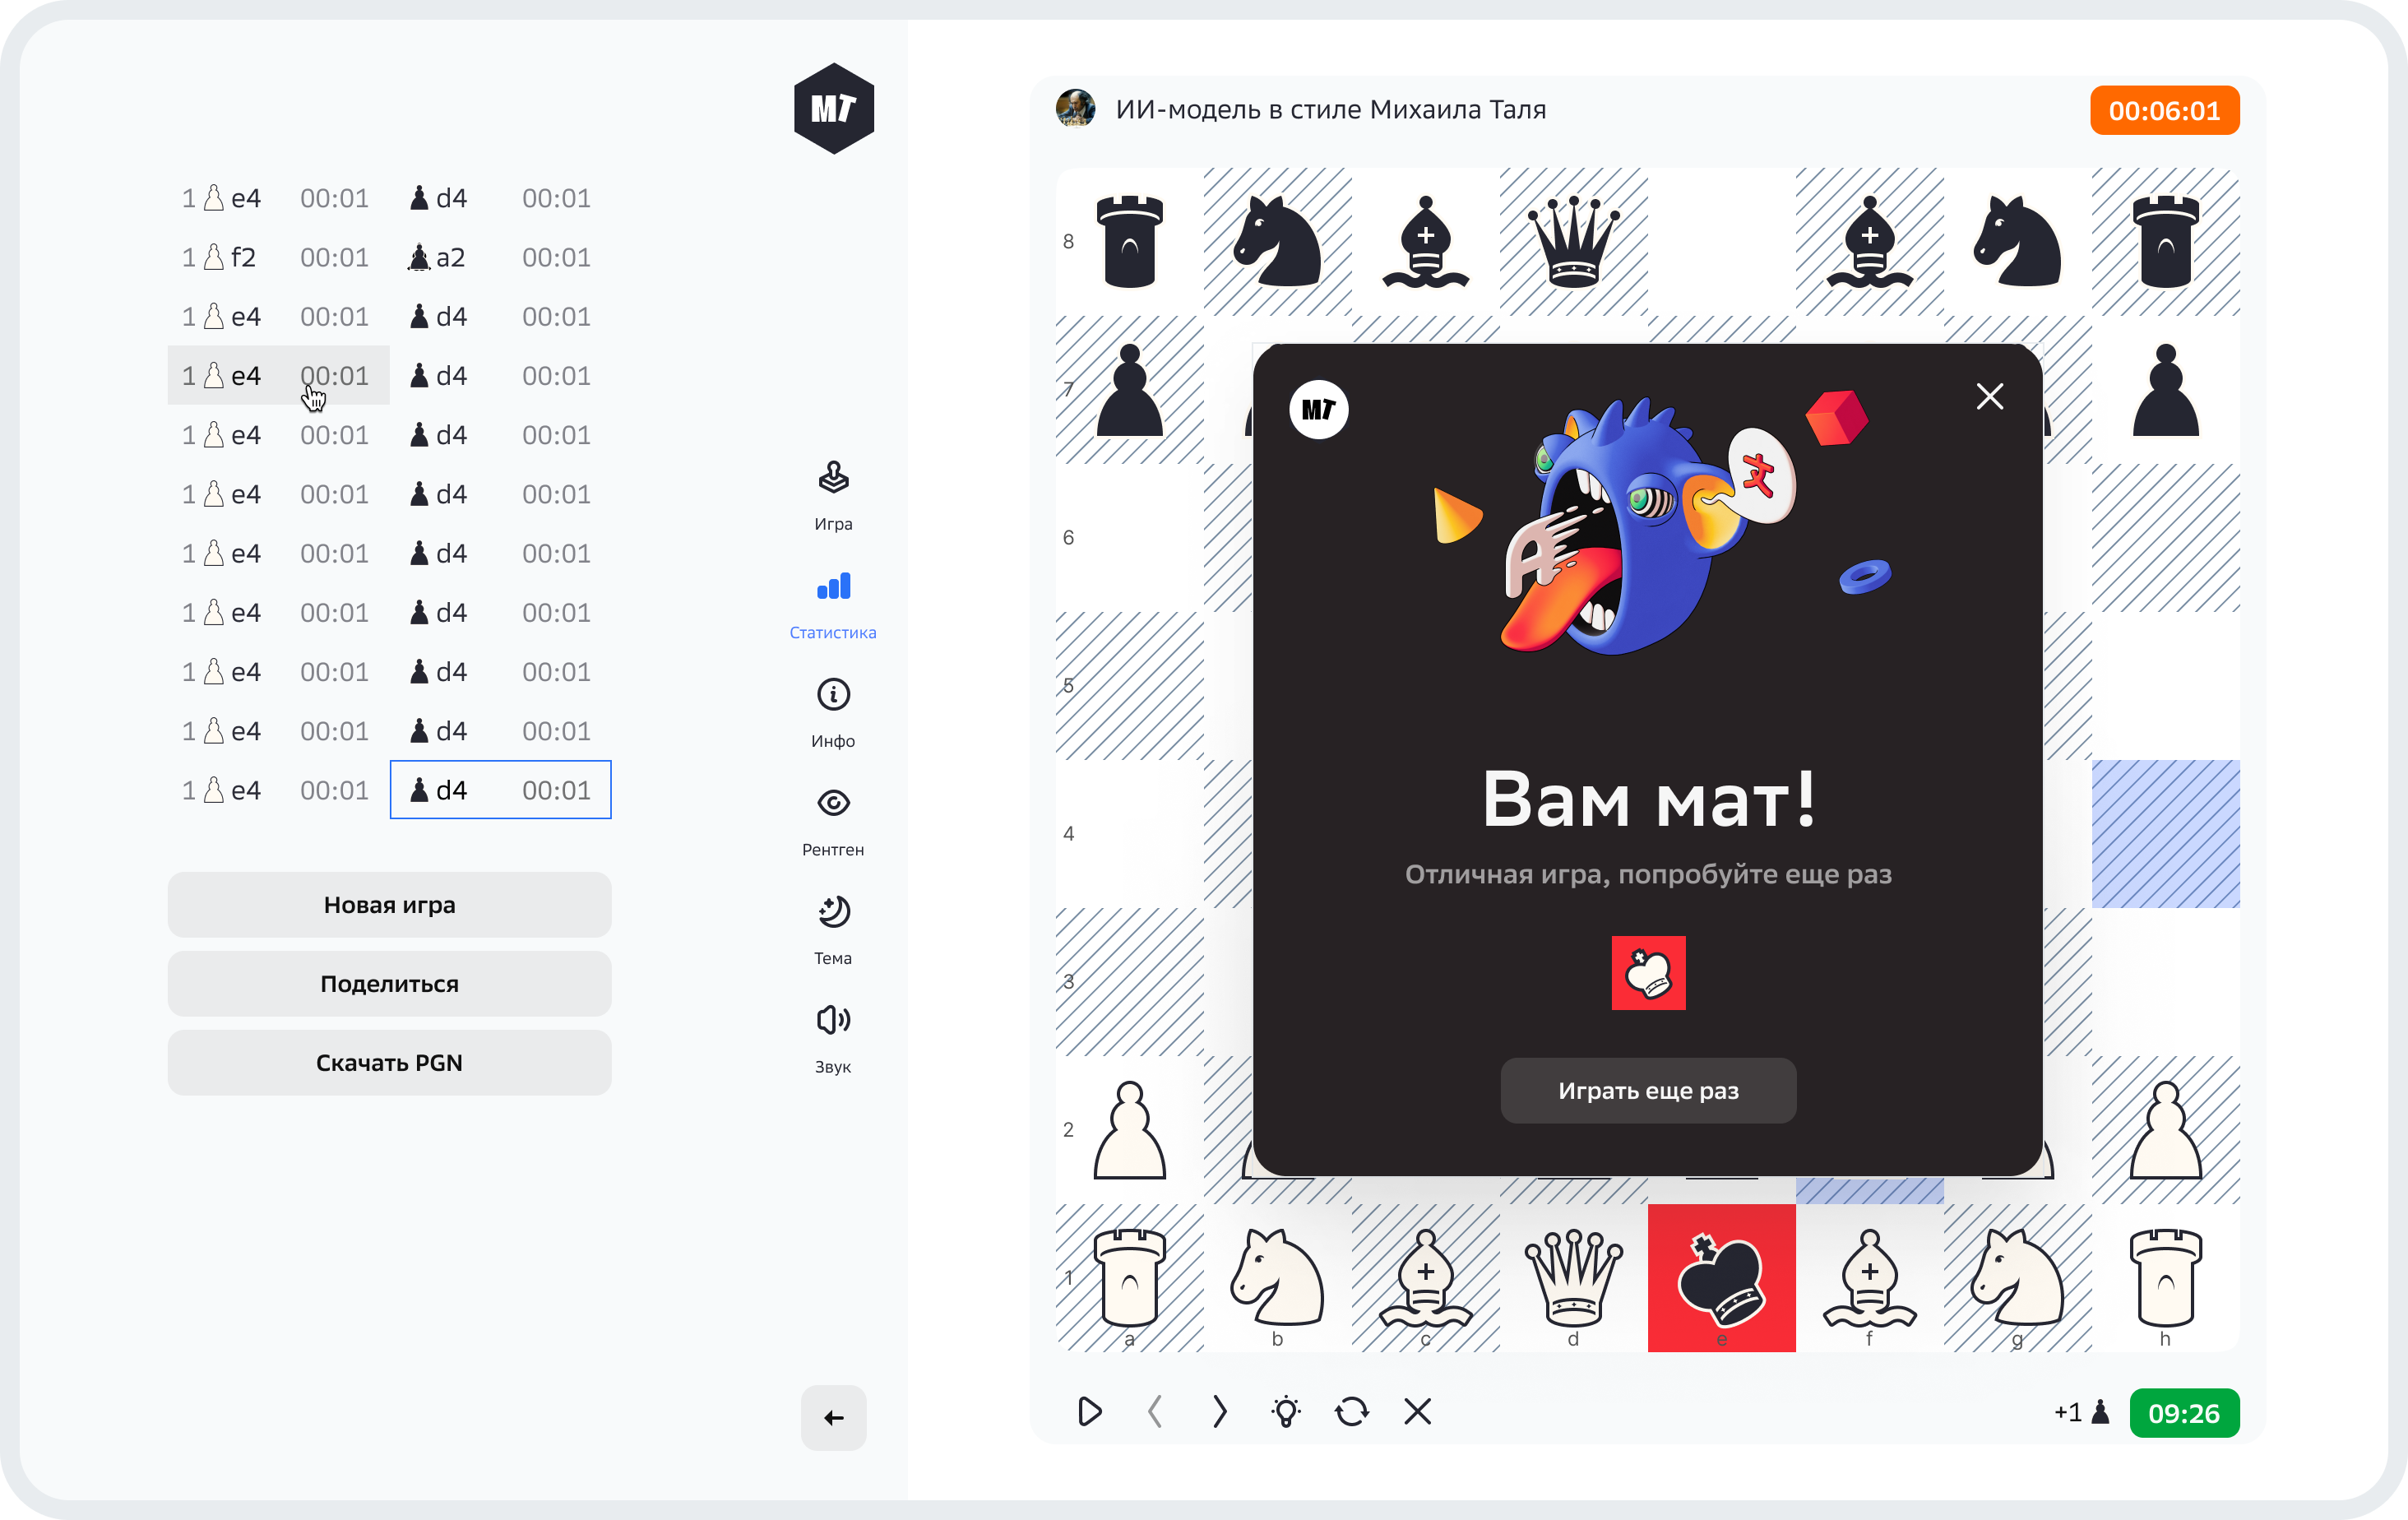 МТ
1 e4 00:01 d4 00:01
1 f2 00:01 a2 00:01
1 e4 00:01 d4 00:01
1 e4 00:01 d4 00:01
1 e4 00:01 d4 00:01
1 e4 00:01 d4 00:01
1 e4 00:01 d4 00:01
1 e4 00:01 d4 00:01
1 e4 00:01 d4 00:01
1 e4 00:01 d4 00:01
1 e4 00:01 d4 00:01
Новая игра
Поделиться
Скачать PGN
Игра
Статистика
Инфо
Рентген
Тема
Звук
ИИ-модель в стиле Михаила Таля
00:06:01
8
7
6
5
4
3
2
1
a b c d e f g h
МТ
A
文
Вам мат!
Отличная игра, попробуйте еще раз
Играть еще раз
+1
09:26